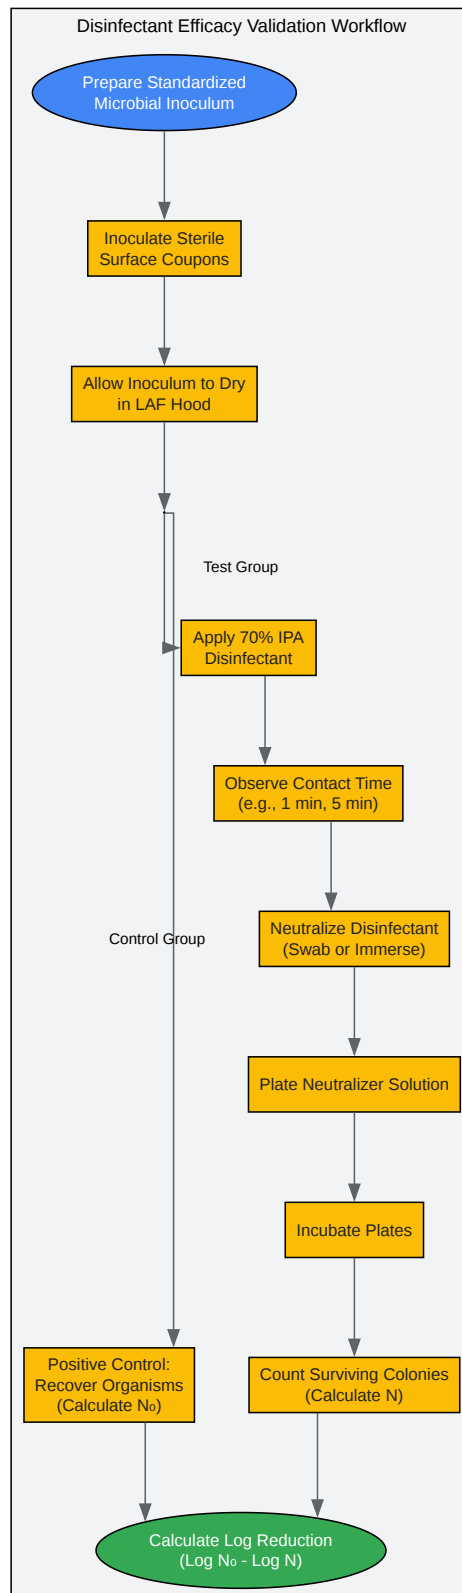 Disinfectant Efficacy Validation Workflow
Prepare Standardized
Microbial Inoculum
Inoculate Sterile
Surface Coupons
Allow Inoculum to Dry
in LAF Hood
Test Group
Apply 70% IPA
Disinfectant
Observe Contact Time
(e.g., 1 min, 5 min)
Neutralize Disinfectant
(Swab or Immerse)
Control Group
Plate Neutralizer Solution
Incubate Plates
Positive Control:
Recover Organisms
(Calculate N₀)
Count Surviving Colonies
(Calculate N)
Calculate Log Reduction
(Log N₀ - Log N)